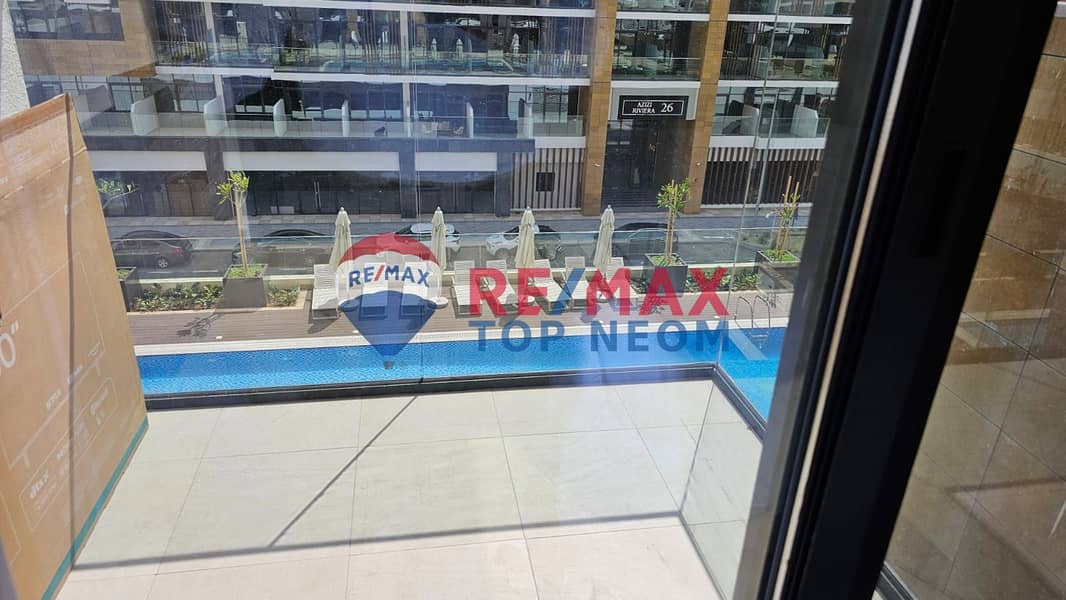 AZIZI
RIVIERA 26
RE/MAX
RE/MAX
TOP NEOM